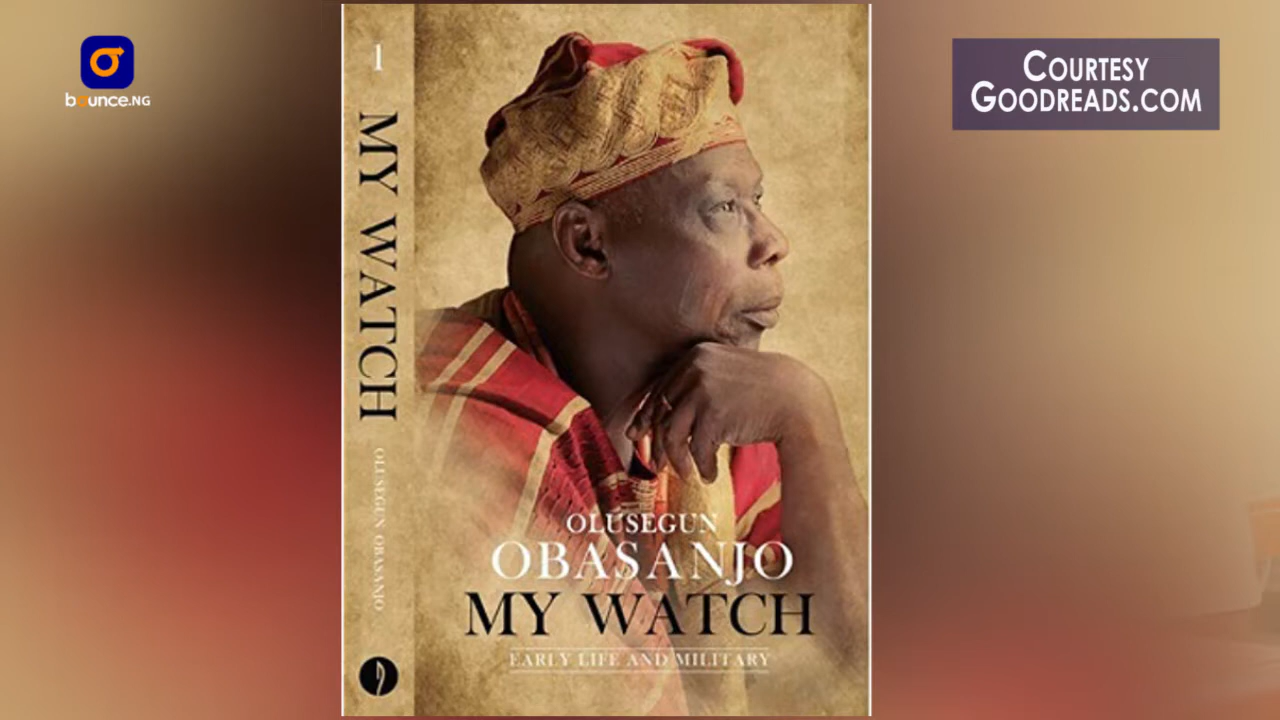 bounce.NG
COURTESY
GOODREADS.COM
1
MY WATCH
OLUSEGUN OBASANJO
OLUSEGUN
OBASANJO
MY WATCH
EARLY LIFE AND MILITARY